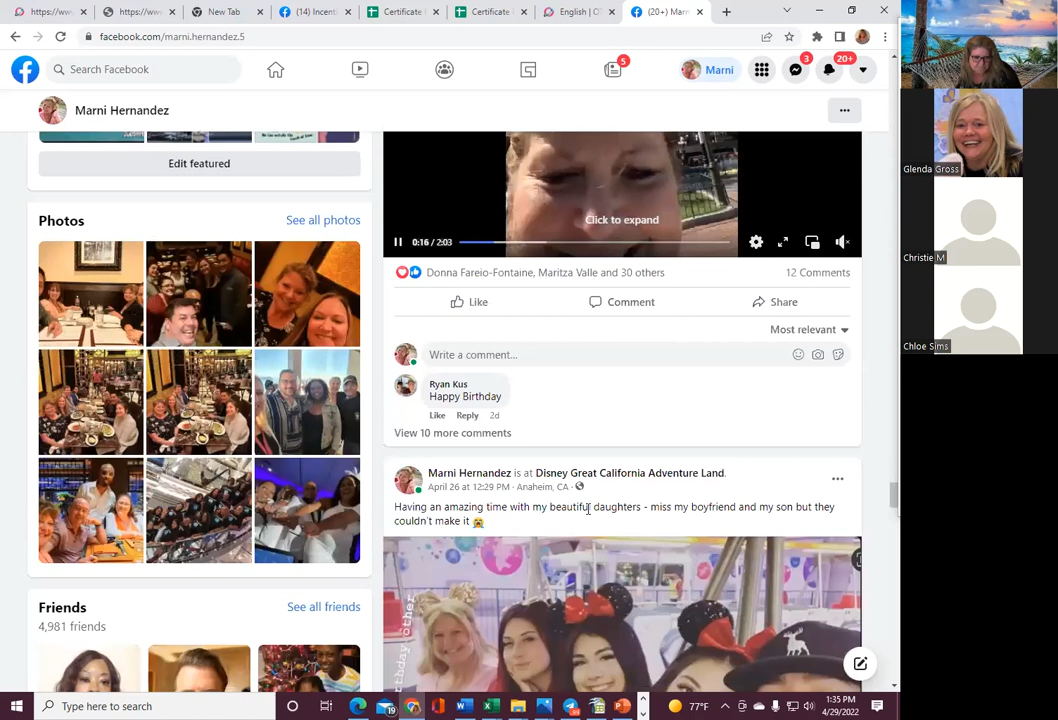 https://ww
https://www
New Tab
(14) Incent
Certificate
Certificate
English | O
(20+) Marn
facebook.com/marni.hernandez.5
Search Facebook
5
Marni
3
20+
Marni Hernandez
Edit featured
Photos
See all photos
Click to expand
0:16 / 2:03
Donna Fareio-Fontaine, Maritza Valle and 30 others
12 Comments
Like
Comment
Share
Most relevant
Write a comment...
Ryan Kus
Happy Birthday
Like Reply 2d
View 10 more comments
Marni Hernandez is at Disney Great California Adventure Land.
April 26 at 12:29 PM · Anaheim, CA ·
Having an amazing time with my beautiful daughters - miss my boyfriend and my son but they
couldn't make it 😭
Friends
See all friends
4,981 friends
Glenda Gross
Christie M
Chloe Sims
Type here to search
19
77°F
1:35 PM
4/29/2022